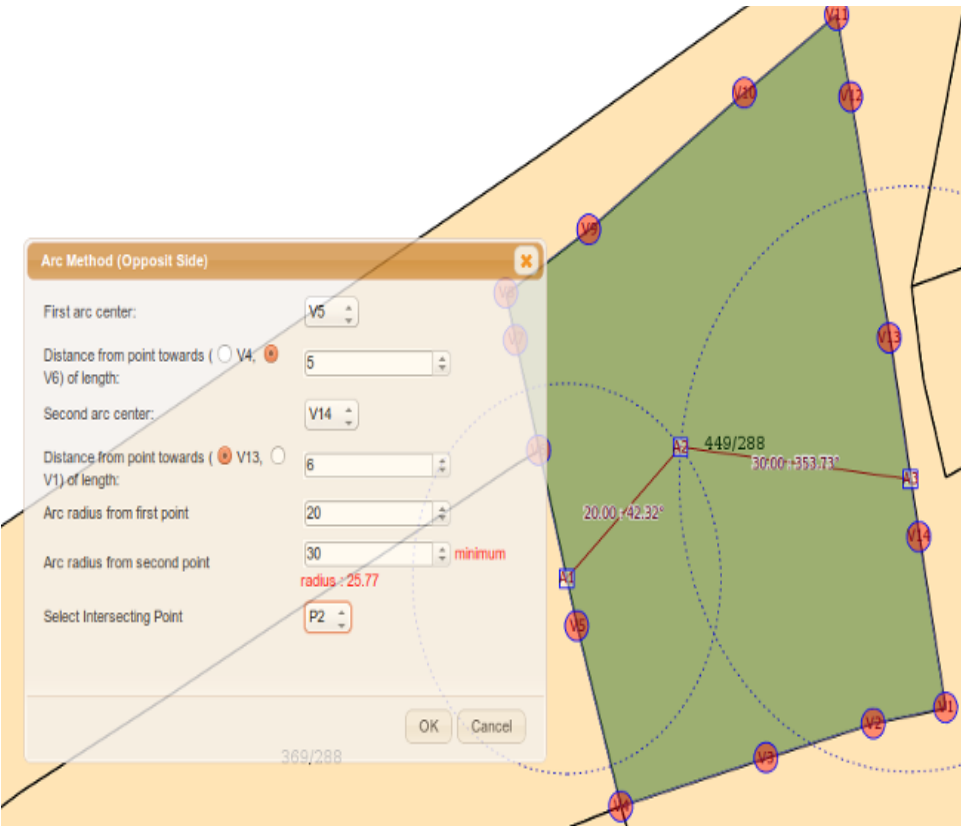 V11
V10
V12
V9
Arc Method (Opposit Side)
V8
First arc center:
V5
V7
V13
Distance from point towards ( V4,
V6) of length:
5
Second arc center:
V14
449/288
A2
V6
Distance from point towards ( V13,
V1) of length:
6
30.00 :-353.73°
A3
Arc radius from first point
20
20.00 :-42.32°
V14
Arc radius from second point
30
minimum
radius : 25.77
A1
Select Intersecting Point
P2
V5
OK
Cancel
V1
V2
369/288
V3
V4